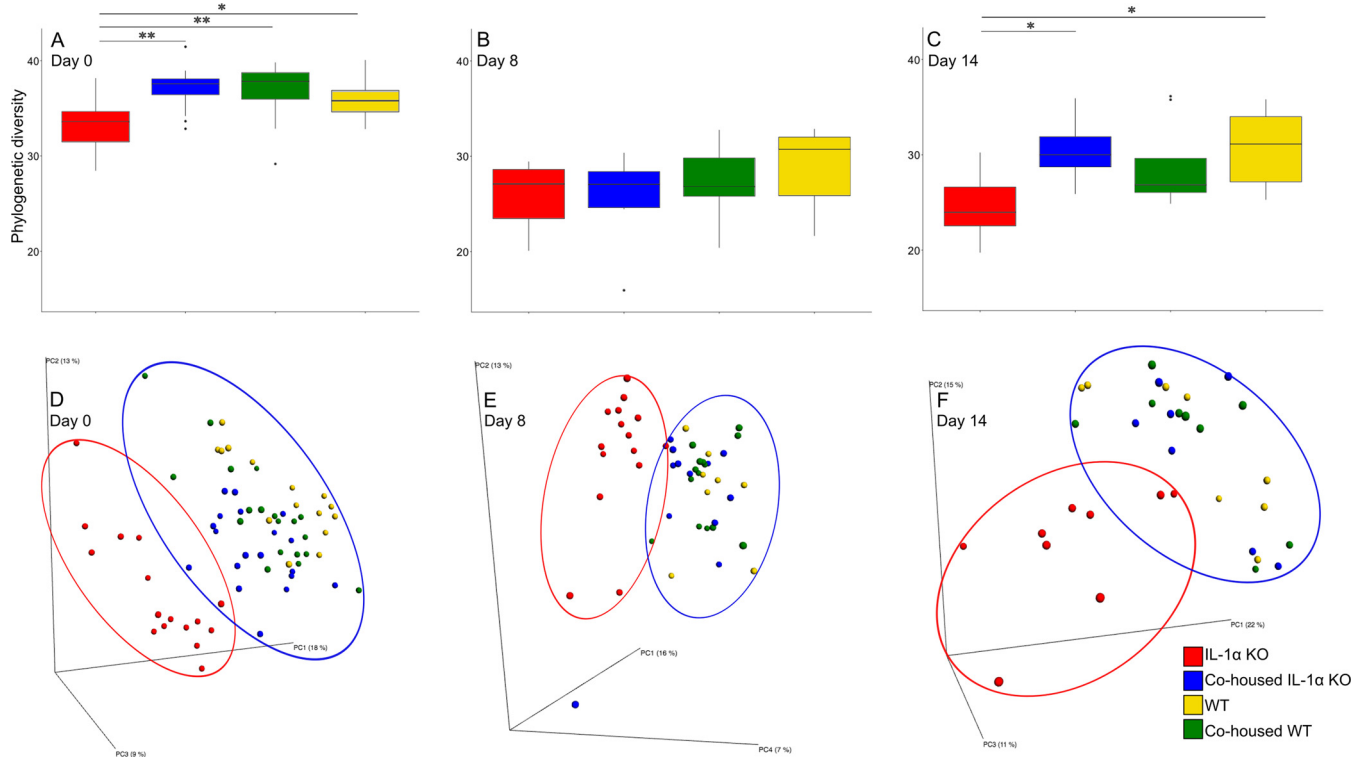 *
**
**
A
Day 0
40
30
20
Phylogenetic diversity
B
Day 8
40
30
20
*
*
C
Day 14
40
30
20
PC2 (13 %)
D
Day 0
PC1 (18 %)
PC3 (9 %)
PC2 (13 %)
E
Day 8
PC1 (16 %)
PC4 (7 %)
PC2 (15 %)
F
Day 14
PC1 (22 %)
PC3 (11 %)
IL-1α KO
Co-housed IL-1α KO
WT
Co-housed WT